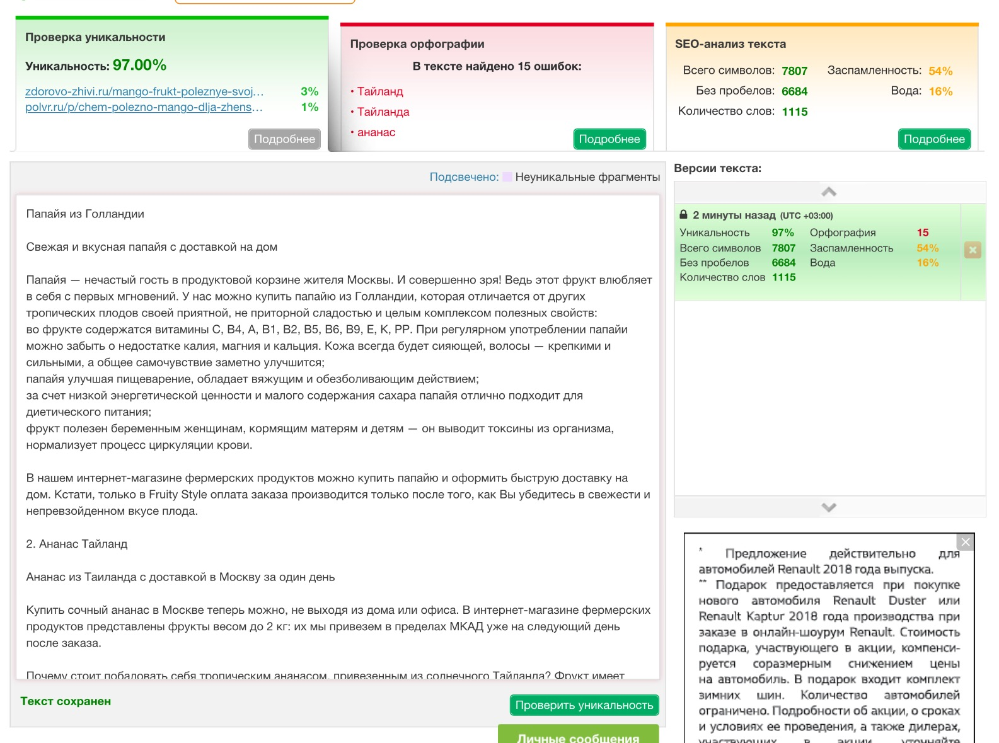 Проверка уникальности
Уникальность: 97.00%
zdorovo-zhivi.ru/mango-frukt-poleznye-svoj... 3%
polvr.ru/p/chem-polezno-mango-dlja-zhens... 1%
Подробнее
Проверка орфографии
В тексте найдено 15 ошибок:
• Тайланд
• Тайланда
• ананас
Подробнее
SEO-анализ текста
Всего символов: 7807 Заспамленность: 54%
Без пробелов: 6684 Вода: 16%
Количество слов: 1115
Подробнее
Подсвечено: Неуникальные фрагменты
Папайя из Голландии
Свежая и вкусная папайя с доставкой на дом
Папайя — нечастый гость в продуктовой корзине жителя Москвы. И совершенно зря! Ведь этот фрукт влюбляет
в себя с первых мгновений. У нас можно купить папайю из Голландии, которая отличается от других
тропических плодов своей приятной, не приторной сладостью и целым комплексом полезных свойств:
во фрукте содержатся витамины С, В4, А, В1, В2, В5, В6, В9, Е, К, РР. При регулярном употреблении папайи
можно забыть о недостатке калия, магния и кальция. Кожа всегда будет сияющей, волосы — крепкими и
сильными, а общее самочувствие заметно улучшится;
папайя улучшая пищеварение, обладает вяжущим и обезболивающим действием;
за счет низкой энергетической ценности и малого содержания сахара папайя отлично подходит для
диетического питания;
фрукт полезен беременным женщинам, кормящим матерям и детям — он выводит токсины из организма,
нормализует процесс циркуляции крови.
В нашем интернет-магазине фермерских продуктов можно купить папайю и оформить быструю доставку на
дом. Кстати, только в Fruity Style оплата заказа производится только после того, как Вы убедитесь в свежести и
непревзойденном вкусе плода.
2. Ананас Тайланд
Ананас из Таиланда с доставкой в Москву за один день
Купить сочный ананас в Москве теперь можно, не выходя из дома или офиса. В интернет-магазине фермерских
продуктов представлены фрукты весом до 2 кг: их мы привезем в пределах МКАД уже на следующий день
после заказа.
Почему стоит побаловать себя тропическим ананасом, привезенным из солнечного Тайланда? Фрукт имеет
Текст сохранен
Проверить уникальность
Личные сообщения
Версии текста:
2 минуты назад (UTC +03:00)
Уникальность 97% Орфография 15
Всего символов 7807 Заспамленность 54%
Без пробелов 6684 Вода 16%
Количество слов 1115
* Предложение действительно для
автомобилей Renault 2018 года выпуска.
** Подарок предоставляется при покупке
нового автомобиля Renault Duster или
Renault Kaptur 2018 года производства при
заказе в онлайн-шоурум Renault. Стоимость
подарка, участвующего в акции, компенси-
руется соразмерным снижением цены
на автомобиль. В подарок входит комплект
зимних шин. Количество автомобилей
ограничено. Подробности об акции, о сроках
и условиях ее проведения, а также дилерах,
участвующих в акции, уточняйте